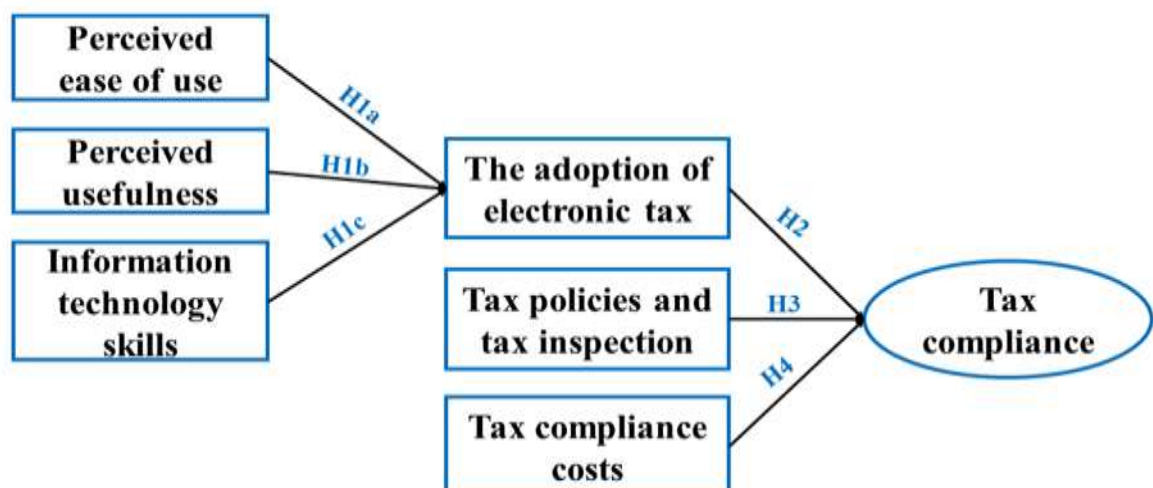 Perceived
ease of use
H1a
Perceived
usefulness
H1b
Information
technology
skills
H1c
The adoption of
electronic tax
H2
Tax policies and
tax inspection
H3
Tax compliance
costs
H4
Tax
compliance